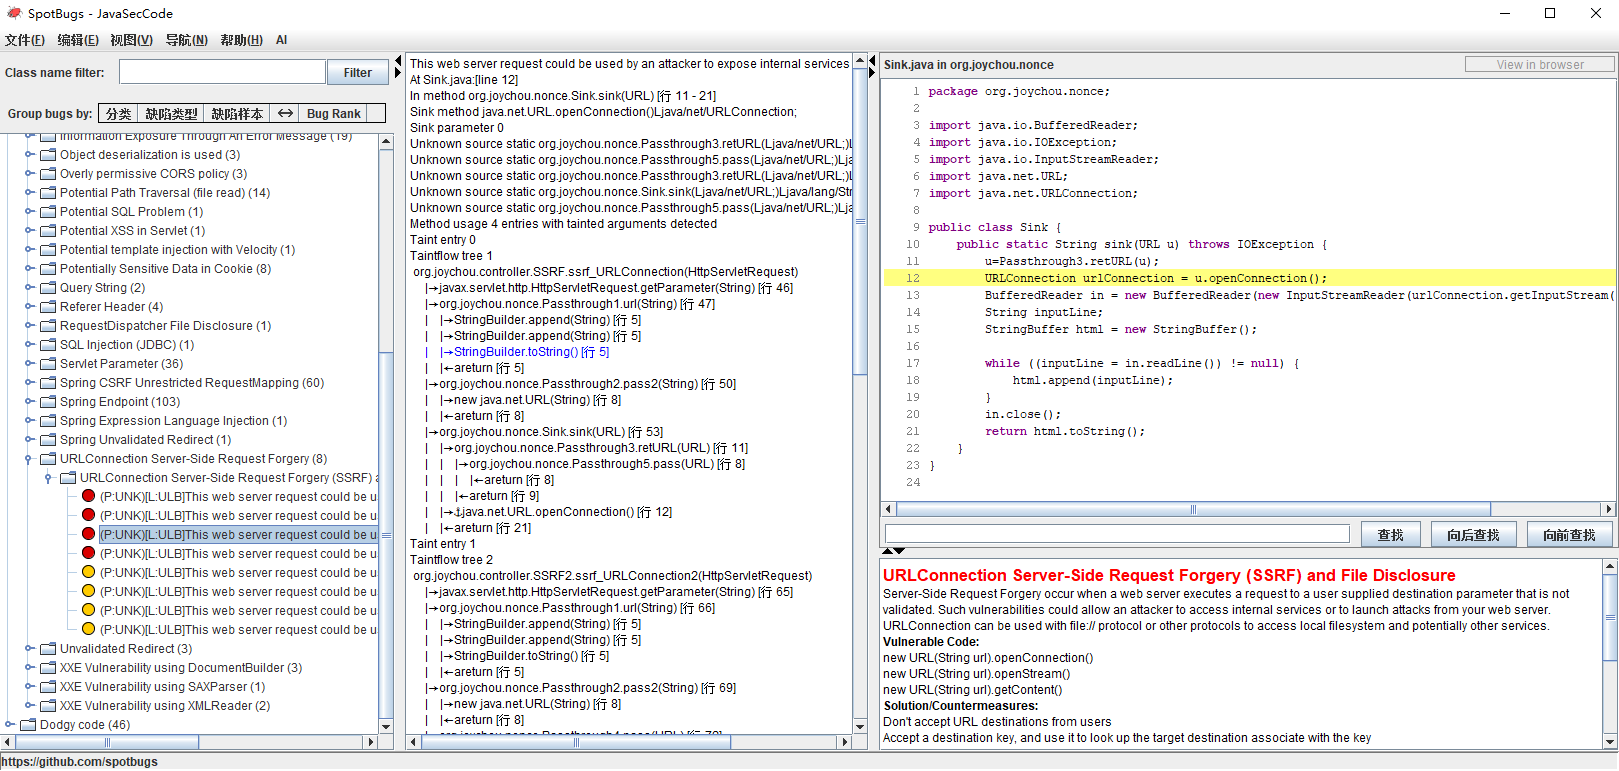 SpotBugs - JavaSecCode
文件(F) 编辑(E) 视图(V) 导航(N) 帮助(H) AI
Class name filter:
Filter
Group bugs by: 分类 缺陷类型 缺陷样本 <-> Bug Rank
Information Exposure Through An Error Message (19)
Object deserialization is used (3)
Overly permissive CORS policy (3)
Potential Path Traversal (file read) (14)
Potential SQL Problem (1)
Potential XSS in Servlet (1)
Potential template injection with Velocity (1)
Potentially Sensitive Data in Cookie (8)
Query String (2)
Referer Header (4)
RequestDispatcher File Disclosure (1)
SQL Injection (JDBC) (1)
Servlet Parameter (36)
Spring CSRF Unrestricted RequestMapping (60)
Spring Endpoint (103)
Spring Expression Language Injection (1)
Spring Unvalidated Redirect (1)
URLConnection Server-Side Request Forgery (8)
URLConnection Server-Side Request Forgery (SSRF) a
(P:UNK)[L:ULB]This web server request could be u
(P:UNK)[L:ULB]This web server request could be u
(P:UNK)[L:ULB]This web server request could be u
(P:UNK)[L:ULB]This web server request could be u
(P:UNK)[L:ULB]This web server request could be u
(P:UNK)[L:ULB]This web server request could be u
(P:UNK)[L:ULB]This web server request could be u
(P:UNK)[L:ULB]This web server request could be u
Unvalidated Redirect (3)
XXE Vulnerability using DocumentBuilder (3)
XXE Vulnerability using SAXParser (1)
XXE Vulnerability using XMLReader (2)
Dodgy code (46)
This web server request could be used by an attacker to expose internal services
At Sink.java:[line 12]
In method org.joychou.nonce.Sink.sink(URL) [行 11 - 21]
Sink method java.net.URL.openConnection()Ljava/net/URLConnection;
Sink parameter 0
Unknown source static org.joychou.nonce.Passthrough3.retURL(Ljava/net/URL;)Lj
Unknown source static org.joychou.nonce.Passthrough5.pass(Ljava/net/URL;)Lja
Unknown source static org.joychou.nonce.Passthrough3.retURL(Ljava/net/URL;)Lj
Unknown source static org.joychou.nonce.Sink.sink(Ljava/net/URL;)Ljava/lang/Str
Unknown source static org.joychou.nonce.Passthrough5.pass(Ljava/net/URL;)Lja
Method usage 4 entries with tainted arguments detected
Taint entry 0
Taintflow tree 1
org.joychou.controller.SSRF.ssrf_URLConnection(HttpServletRequest)
|→javax.servlet.http.HttpServletRequest.getParameter(String) [行 46]
|→org.joychou.nonce.Passthrough1.url(String) [行 47]
| |→StringBuilder.append(String) [行 5]
| |→StringBuilder.append(String) [行 5]
| |→StringBuilder.toString() [行 5]
| |←areturn [行 5]
|→org.joychou.nonce.Passthrough2.pass2(String) [行 50]
| |→new java.net.URL(String) [行 8]
| |←areturn [行 8]
|→org.joychou.nonce.Sink.sink(URL) [行 53]
| |→org.joychou.nonce.Passthrough3.retURL(URL) [行 11]
| | |→org.joychou.nonce.Passthrough5.pass(URL) [行 8]
| | | |←areturn [行 8]
| | |←areturn [行 9]
| |→⚓java.net.URL.openConnection() [行 12]
| |←areturn [行 21]
Taint entry 1
Taintflow tree 2
org.joychou.controller.SSRF2.ssrf_URLConnection2(HttpServletRequest)
|→javax.servlet.http.HttpServletRequest.getParameter(String) [行 65]
|→org.joychou.nonce.Passthrough1.url(String) [行 66]
| |→StringBuilder.append(String) [行 5]
| |→StringBuilder.append(String) [行 5]
| |→StringBuilder.toString() [行 5]
| |←areturn [行 5]
|→org.joychou.nonce.Passthrough2.pass2(String) [行 69]
| |→new java.net.URL(String) [行 8]
| |←areturn [行 8]
Sink.java in org.joychou.nonce
View in browser
1 package org.joychou.nonce;
2
3 import java.io.BufferedReader;
4 import java.io.IOException;
5 import java.io.InputStreamReader;
6 import java.net.URL;
7 import java.net.URLConnection;
8
9 public class Sink {
10 public static String sink(URL u) throws IOException {
11 u=Passthrough3.retURL(u);
12 URLConnection urlConnection = u.openConnection();
13 BufferedReader in = new BufferedReader(new InputStreamReader(urlConnection.getInputStream(
14 String inputLine;
15 StringBuffer html = new StringBuffer();
16
17 while ((inputLine = in.readLine()) != null) {
18 html.append(inputLine);
19 }
20 in.close();
21 return html.toString();
22 }
23 }
24
查找 向后查找 向前查找
URLConnection Server-Side Request Forgery (SSRF) and File Disclosure
Server-Side Request Forgery occur when a web server executes a request to a user supplied destination parameter that is not
validated. Such vulnerabilities could allow an attacker to access internal services or to launch attacks from your web server.
URLConnection can be used with file:// protocol or other protocols to access local filesystem and potentially other services.
Vulnerable Code:
new URL(String url).openConnection()
new URL(String url).openStream()
new URL(String url).getContent()
Solution/Countermeasures:
Don't accept URL destinations from users
Accept a destination key, and use it to look up the target destination associate with the key
https://github.com/spotbugs